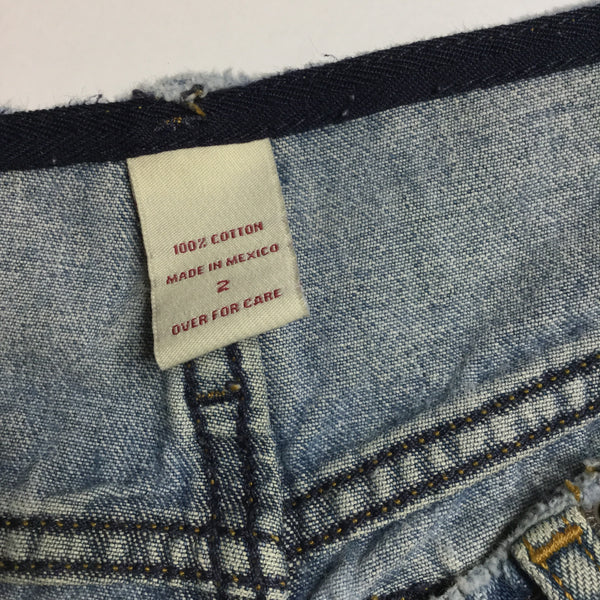 100% COTTON
MADE IN MEXICO
2
OVER FOR CARE